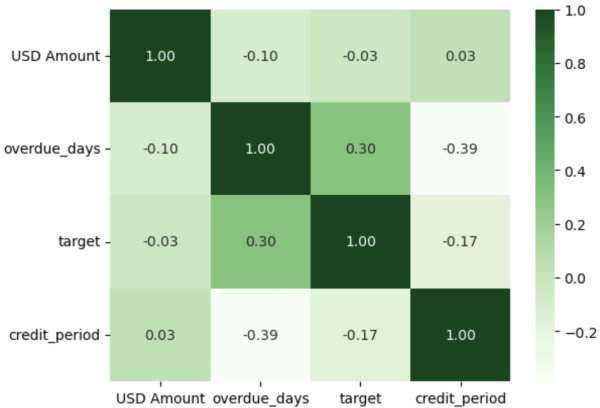 USD Amount 1.00 -0.10 -0.03 0.03
overdue_days -0.10 1.00 0.30 -0.39
target -0.03 0.30 1.00 -0.17
credit_period 0.03 -0.39 -0.17 1.00
USD Amount overdue_days target credit_period
1.0
0.8
0.6
0.4
0.2
0.0
−0.2